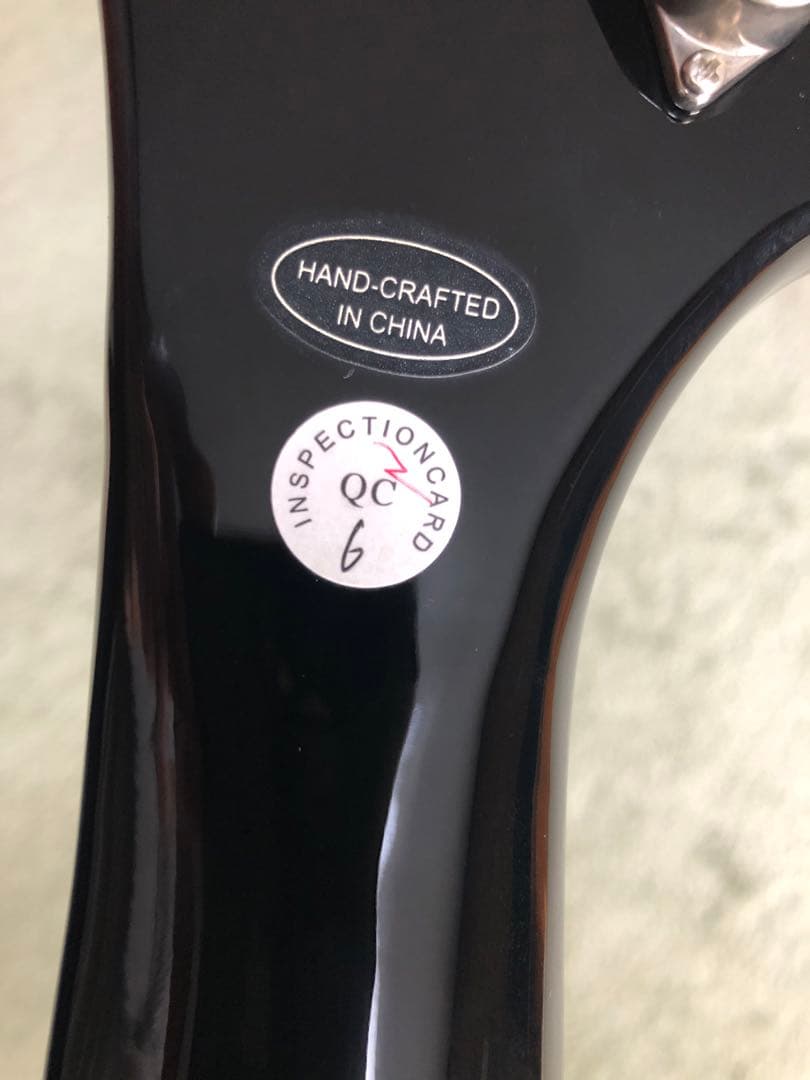 HAND-CRAFTED
IN CHINA
INSPECTIONCARD
QC
6